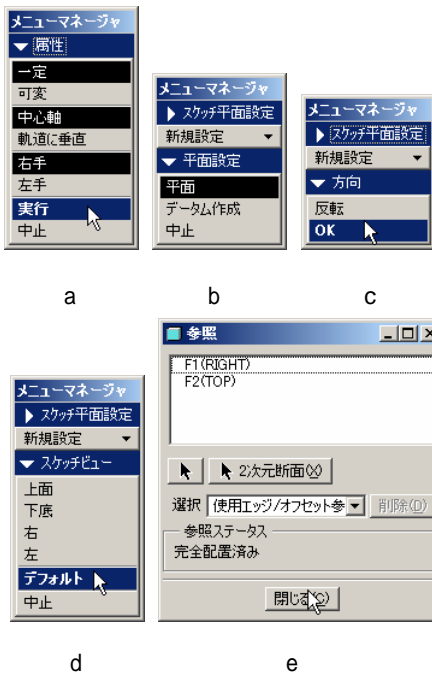 メニューマネージャ
▼ 属性
一定
可変
中心軸
軌道に垂直
右手
左手
実行
中止
a
メニューマネージャ
▶ スケッチ平面設定
新規設定
▼ 平面設定
平面
データム作成
中止
b
メニューマネージャ
▶ スケッチ平面設定
新規設定
▼ 方向
反転
OK
c
メニューマネージャ
▶ スケッチ平面設定
新規設定
▼ スケッチビュー
上面
下底
右
左
デフォルト
中止
d
参照
F1(RIGHT)
F2(TOP)
2次元断面(X)
選択 使用エッジ/オフセット参 削除(D)
参照ステータス
完全配置済み
閉じる(C)
e